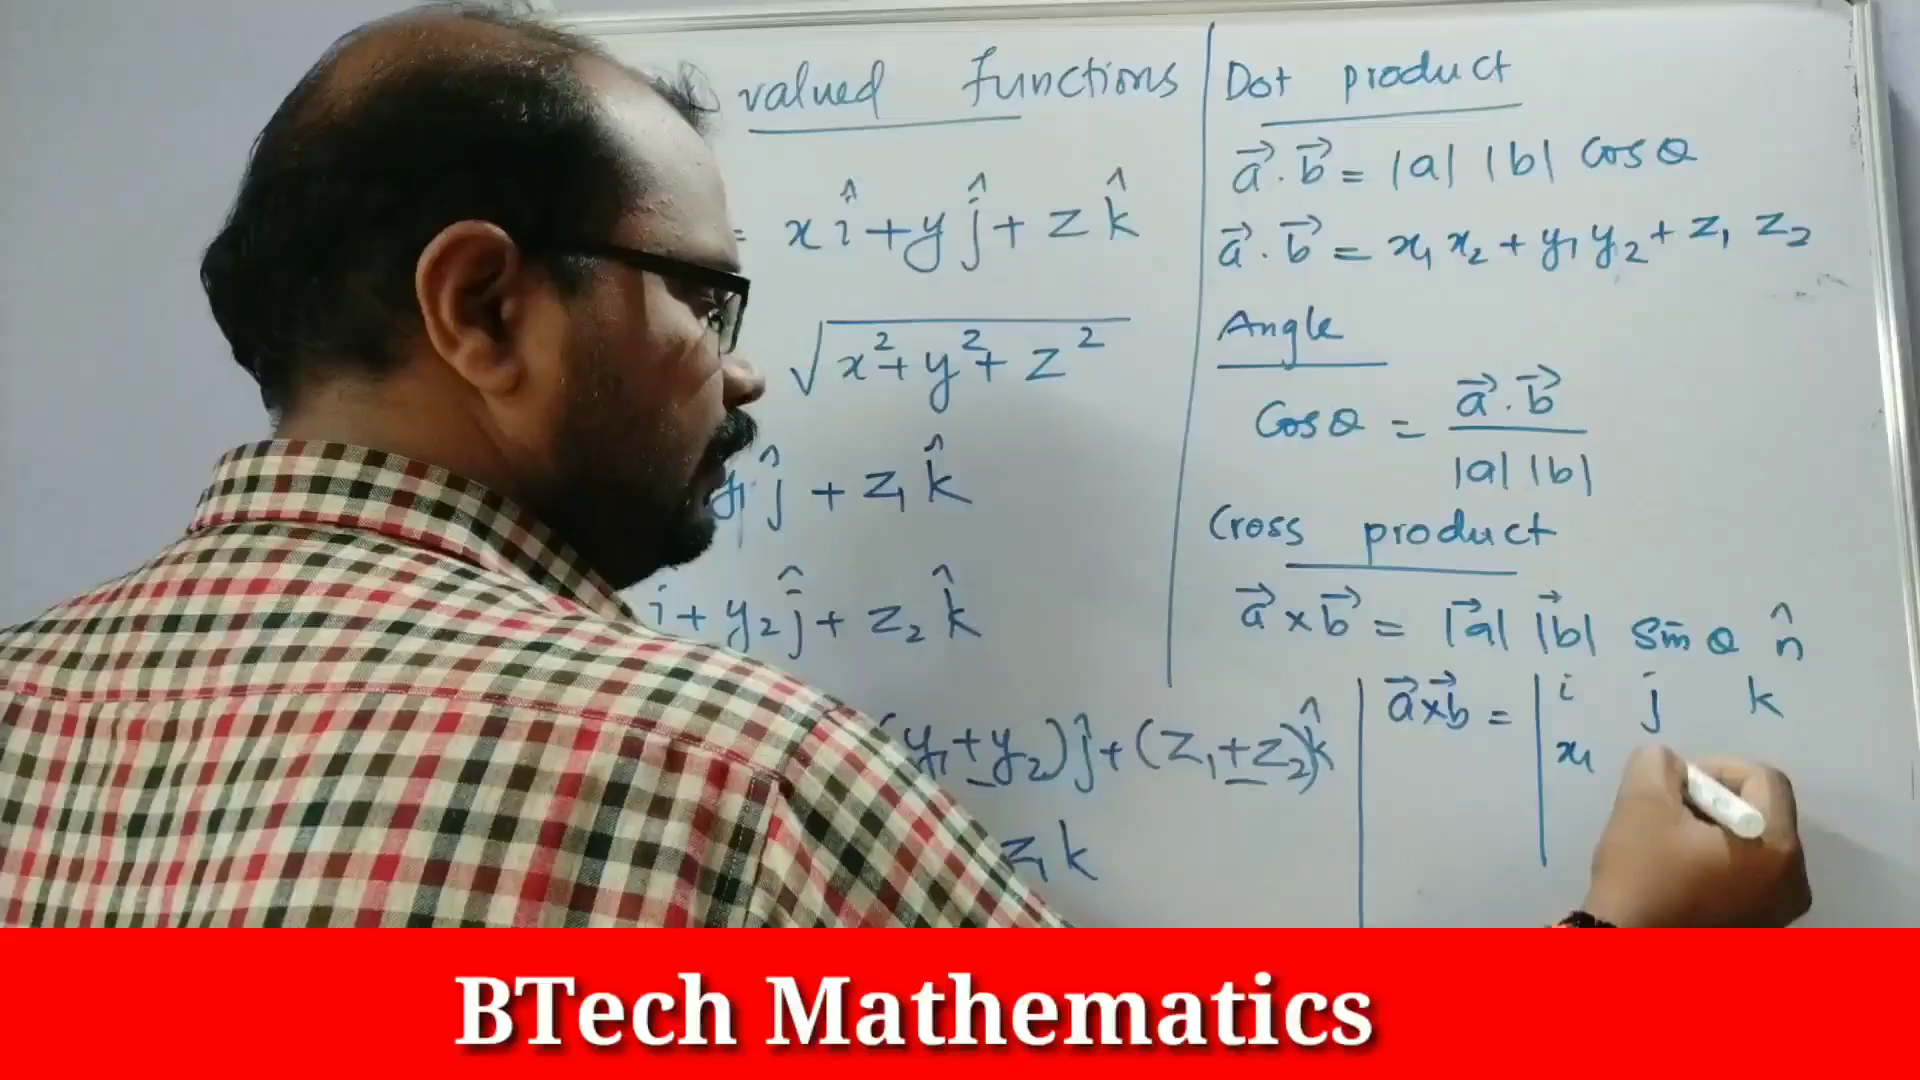 valued functions
= x î + y ĵ + z k̂
√x² + y² + z²
y₁ ĵ + z₁ k̂
i + y₂ ĵ + z₂ k̂
(y₁ + y₂) ĵ + (z₁ + z₂) k̂
z₁ k
Dot product
a⃗ . b⃗ = |a| |b| cos θ
a⃗ . b⃗ = x₁ x₂ + y₁ y₂ + z₁ z₂
Angle
Cos θ = a⃗ . b⃗ / |a| |b|
Cross product
a⃗ × b⃗ = |a⃗| |b⃗| sin θ n̂
a⃗ × b⃗ = | i j k
x₁
BTech Mathematics